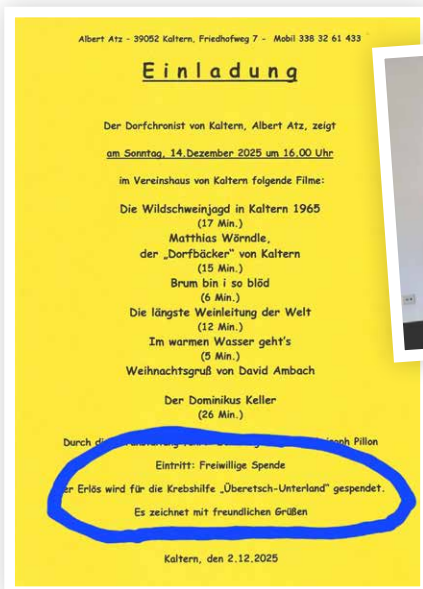 Albert Atz - 39052 Kaltern, Friedhofweg 7 - Mobil 338 32 61 433
Einladung
Der Dorfchronist von Kaltern, Albert Atz, zeigt
am Sonntag, 14.Dezember 2025 um 16.00 Uhr
im Vereinshaus von Kaltern folgende Filme:
Die Wildschweinjagd in Kaltern 1965
(17 Min.)
Matthias Wörndle,
der „Dorfbäcker" von Kaltern
(15 Min.)
Brum bin i so blöd
(6 Min.)
Die längste Weinleitung der Welt
(12 Min.)
Im warmen Wasser geht's
(5 Min.)
Weihnachtsgruß von David Ambach
Der Dominikus Keller
(26 Min.)
Durch Pillon
Eintritt: Freiwillige Spende
Erlös wird für die Krebshilfe „Überetsch-Unterland" gespendet.
Es zeichnet mit freundlichen Grüßen
Kaltern, den 2.12.2025